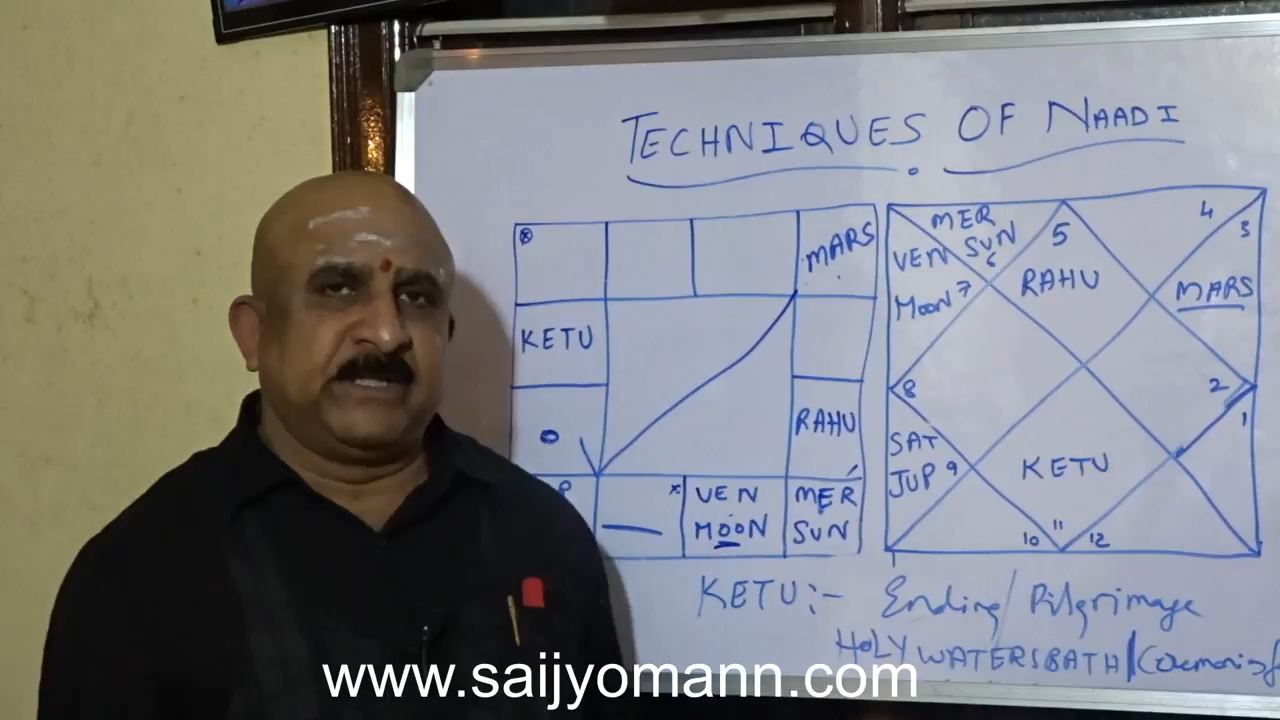 TECHNIQUES OF NAADI
MARS
KETU
RAHU
VEN
MOON
MER
SUN
MER
SUN
6
VEN
MOON 7
5
RAHU
4
3
MARS
8
2
1
SAT
JUP 9
KETU
10
11
12
KETU :- Ending / Pilgrimage
HOLY WATERS BATH /
www.saijyomann.com